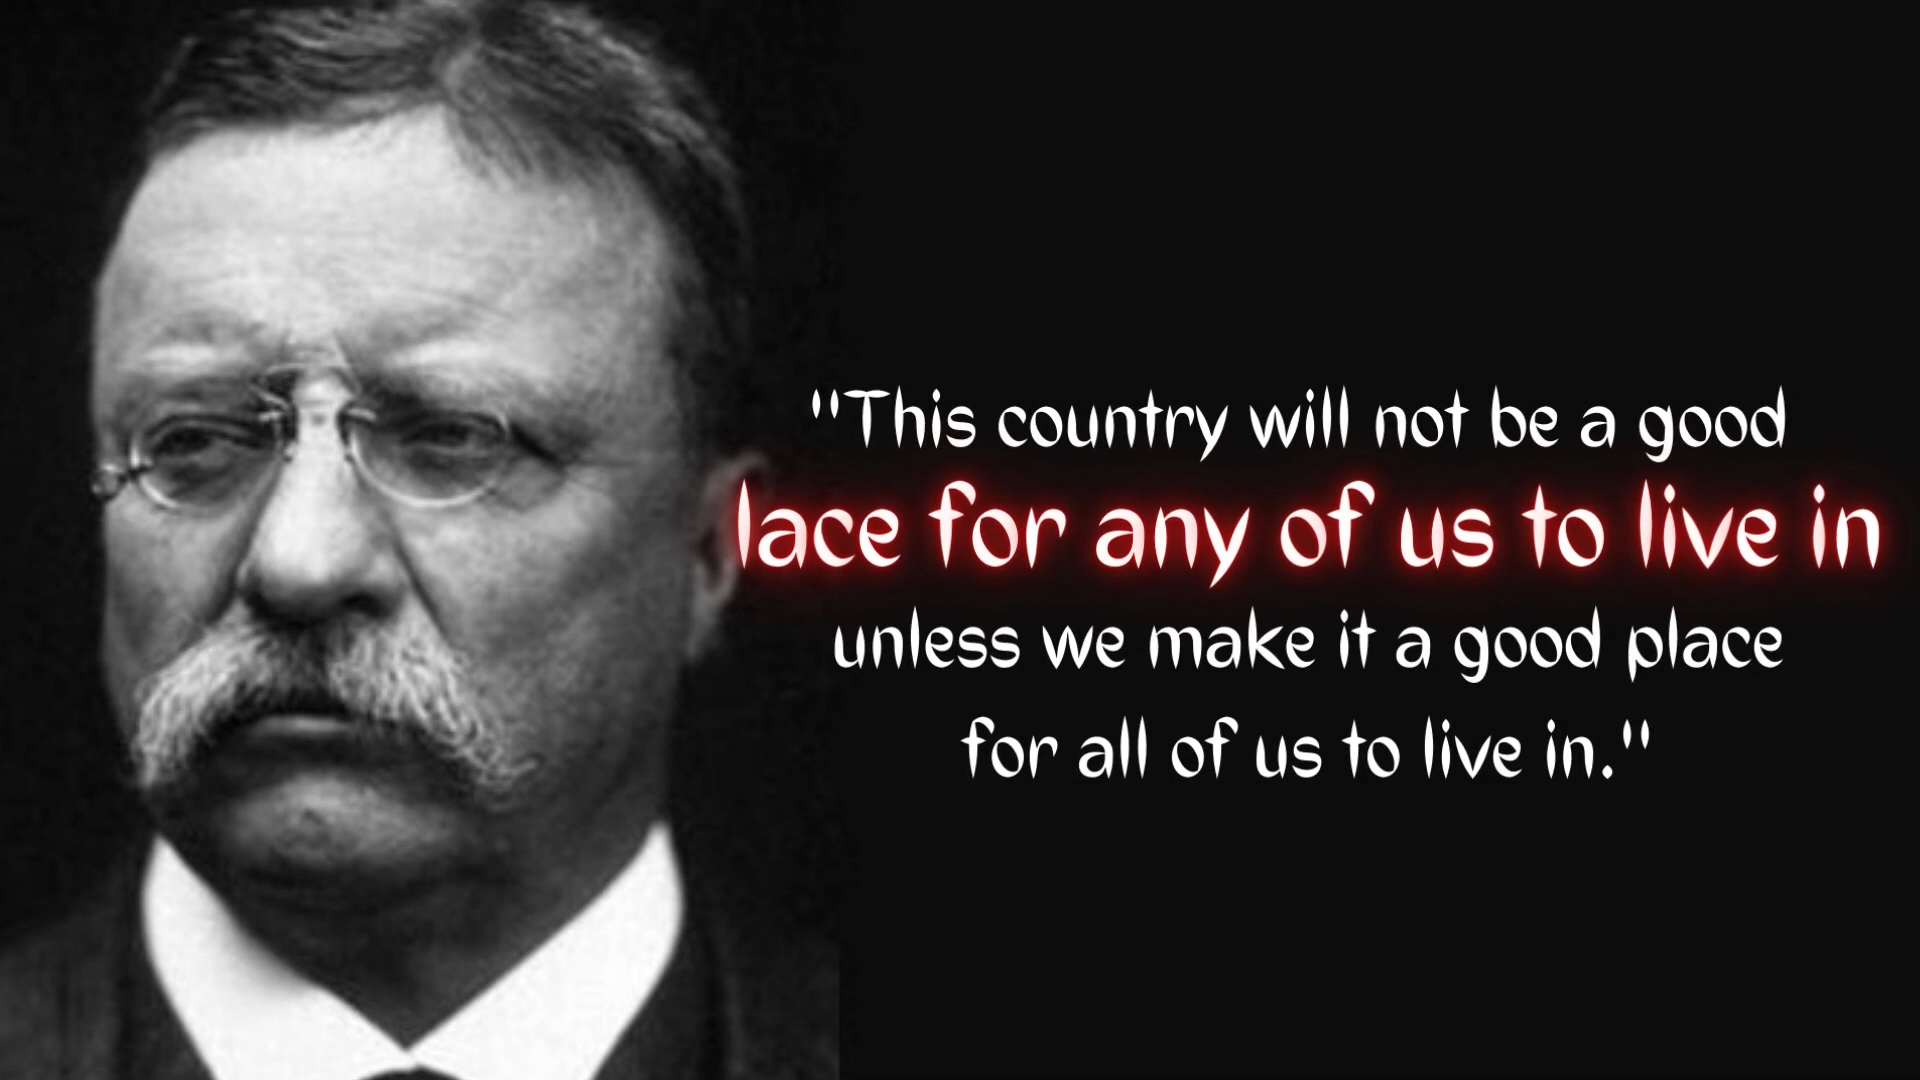 "This country will not be a good
lace for any of us to live in
unless we make it a good place
for all of us to live in."